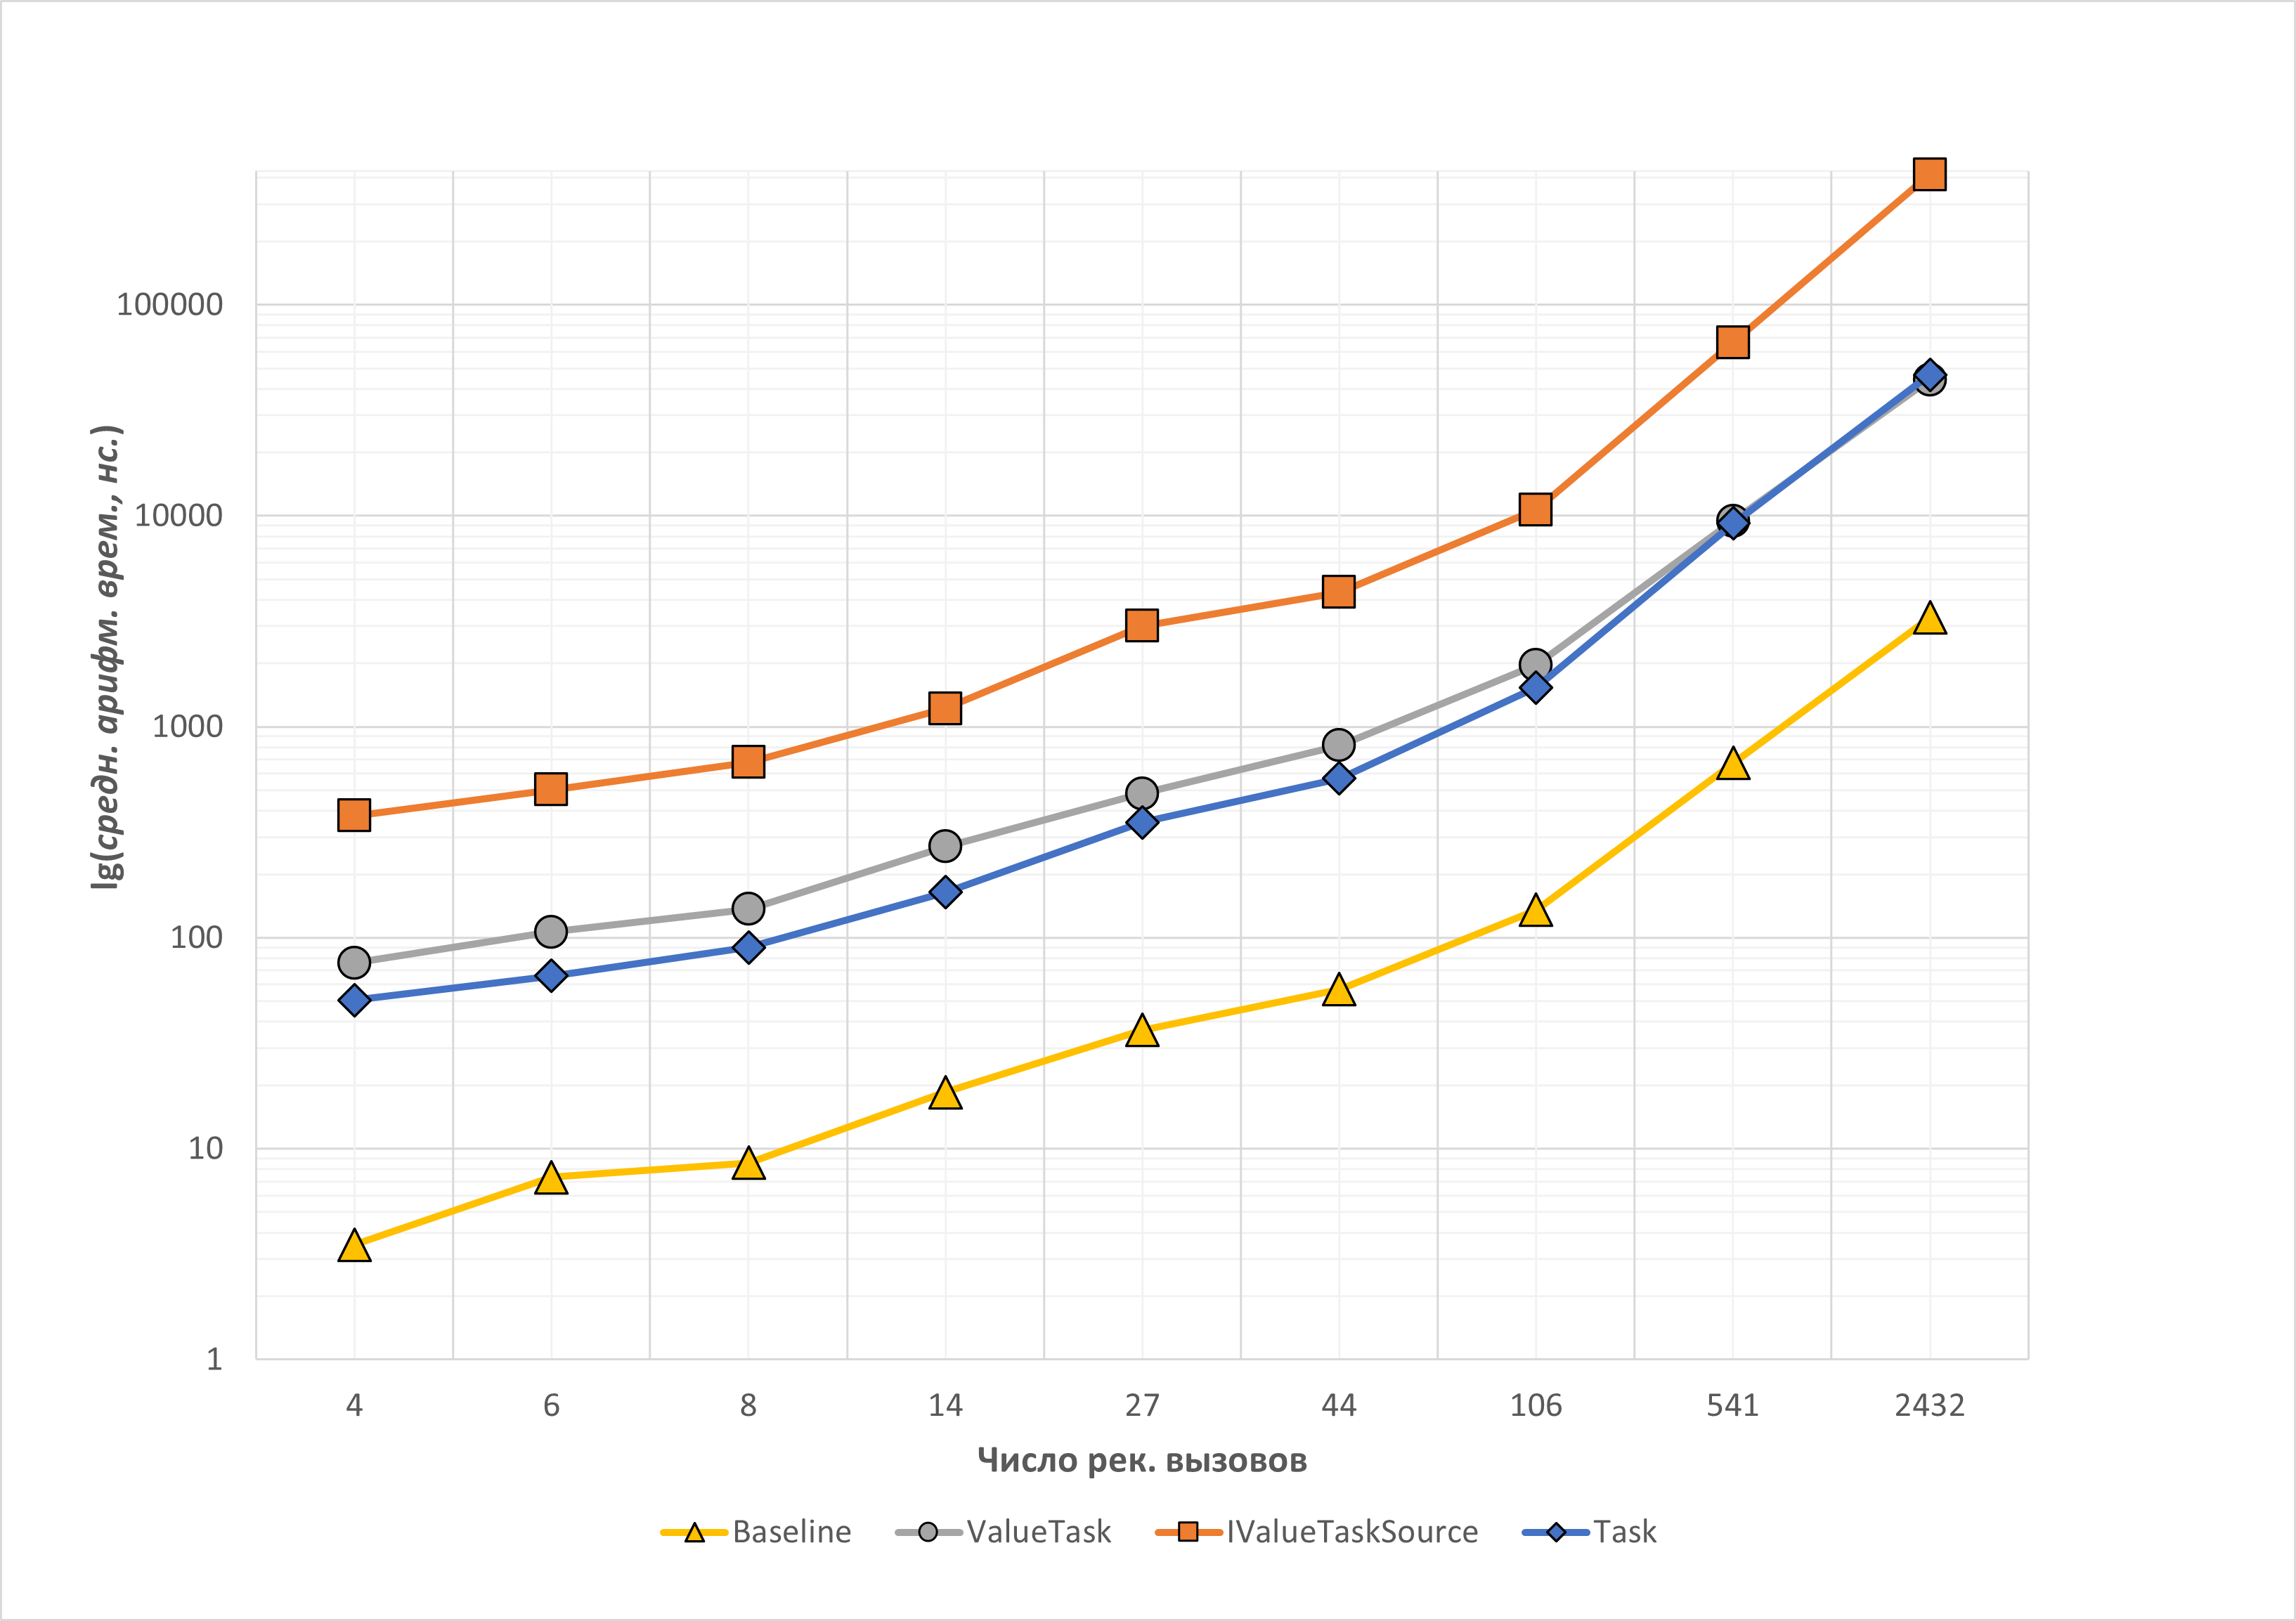 lg(средн. арифм. врем., нс.)
100000
10000
1000
100
10
1
4 6 8 14 27 44 106 541 2432
Число рек. вызовов
Baseline ValueTask IValueTaskSource Task